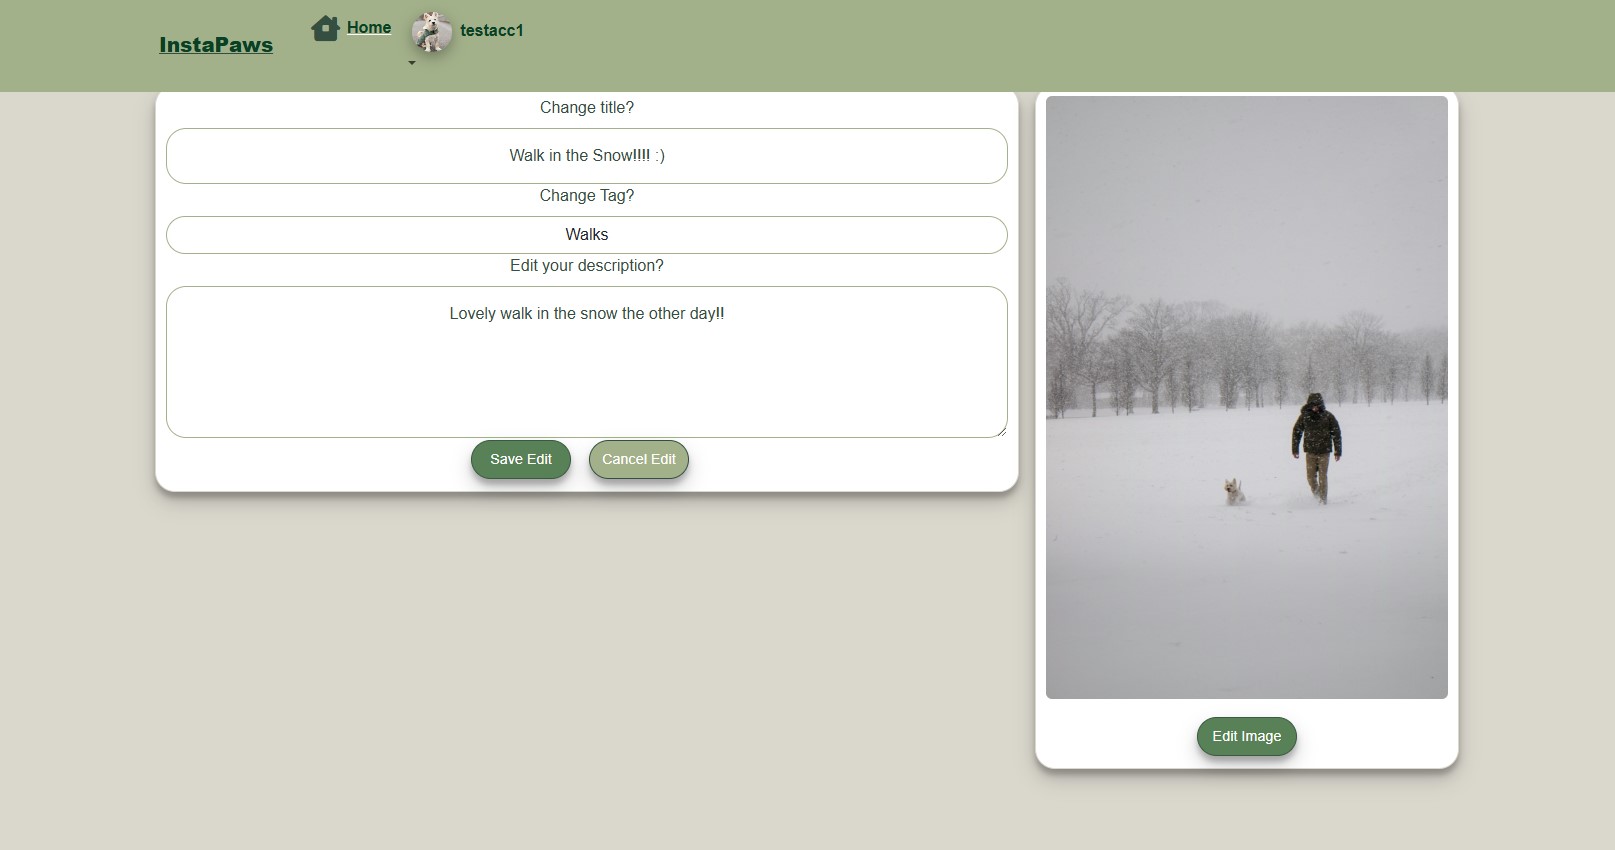 InstaPaws
Home
testacc1
Change title?
Walk in the Snow!!!! :)
Change Tag?
Walks
Edit your description?
Lovely walk in the snow the other day!!
Save Edit
Cancel Edit
Edit Image